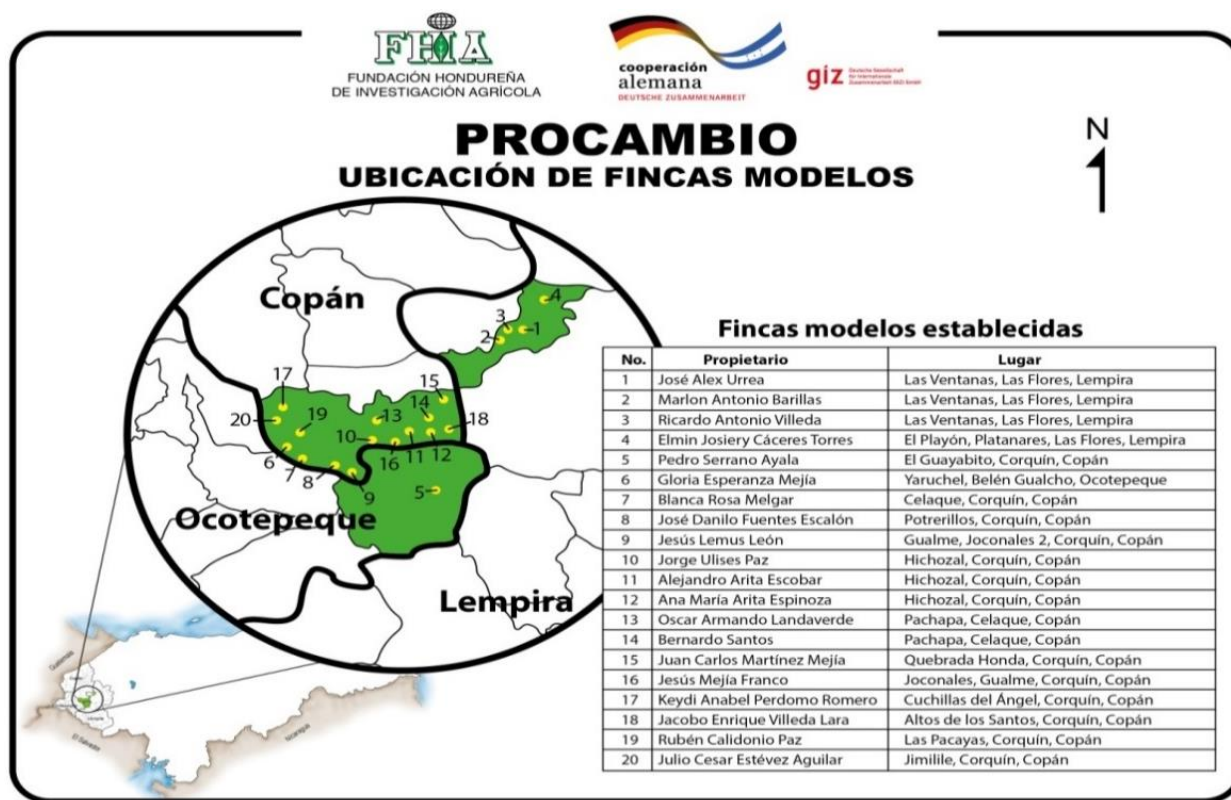 FHIA
FUNDACIÓN HONDUREÑA
DE INVESTIGACIÓN AGRÍCOLA
cooperación
alemana
DEUTSCHE ZUSAMMENARBEIT
giz Deutsche Gesellschaft
für Internationale
Zusammenarbeit (GIZ) GmbH
PROCAMBIO
UBICACIÓN DE FINCAS MODELOS
N
Copán
4
3
1
2
17
15
20
19
14
13
18
10
6
16
11
12
7
8
9
5
Ocotepeque
Lempira
Guatemala
El Salvador
Nicaragua
Fincas modelos establecidas
No. Propietario Lugar
1 José Alex Urrea Las Ventanas, Las Flores, Lempira
2 Marlon Antonio Barillas Las Ventanas, Las Flores, Lempira
3 Ricardo Antonio Villeda Las Ventanas, Las Flores, Lempira
4 Elmin Josiery Cáceres Torres El Playón, Platanares, Las Flores, Lempira
5 Pedro Serrano Ayala El Guayabito, Corquín, Copán
6 Gloria Esperanza Mejía Yaruchel, Belén Gualcho, Ocotepeque
7 Blanca Rosa Melgar Celaque, Corquín, Copán
8 José Danilo Fuentes Escalón Potrerillos, Corquín, Copán
9 Jesús Lemus León Gualme, Joconales 2, Corquín, Copán
10 Jorge Ulises Paz Hichozal, Corquín, Copán
11 Alejandro Arita Escobar Hichozal, Corquín, Copán
12 Ana María Arita Espinoza Hichozal, Corquín, Copán
13 Oscar Armando Landaverde Pachapa, Celaque, Copán
14 Bernardo Santos Pachapa, Celaque, Copán
15 Juan Carlos Martínez Mejía Quebrada Honda, Corquín, Copán
16 Jesús Mejía Franco Joconales, Gualme, Corquín, Copán
17 Keydi Anabel Perdomo Romero Cuchillas del Ángel, Corquín, Copán
18 Jacobo Enrique Villeda Lara Altos de los Santos, Corquín, Copán
19 Rubén Calidonio Paz Las Pacayas, Corquín, Copán
20 Julio Cesar Estévez Aguilar Jimilile, Corquín, Copán